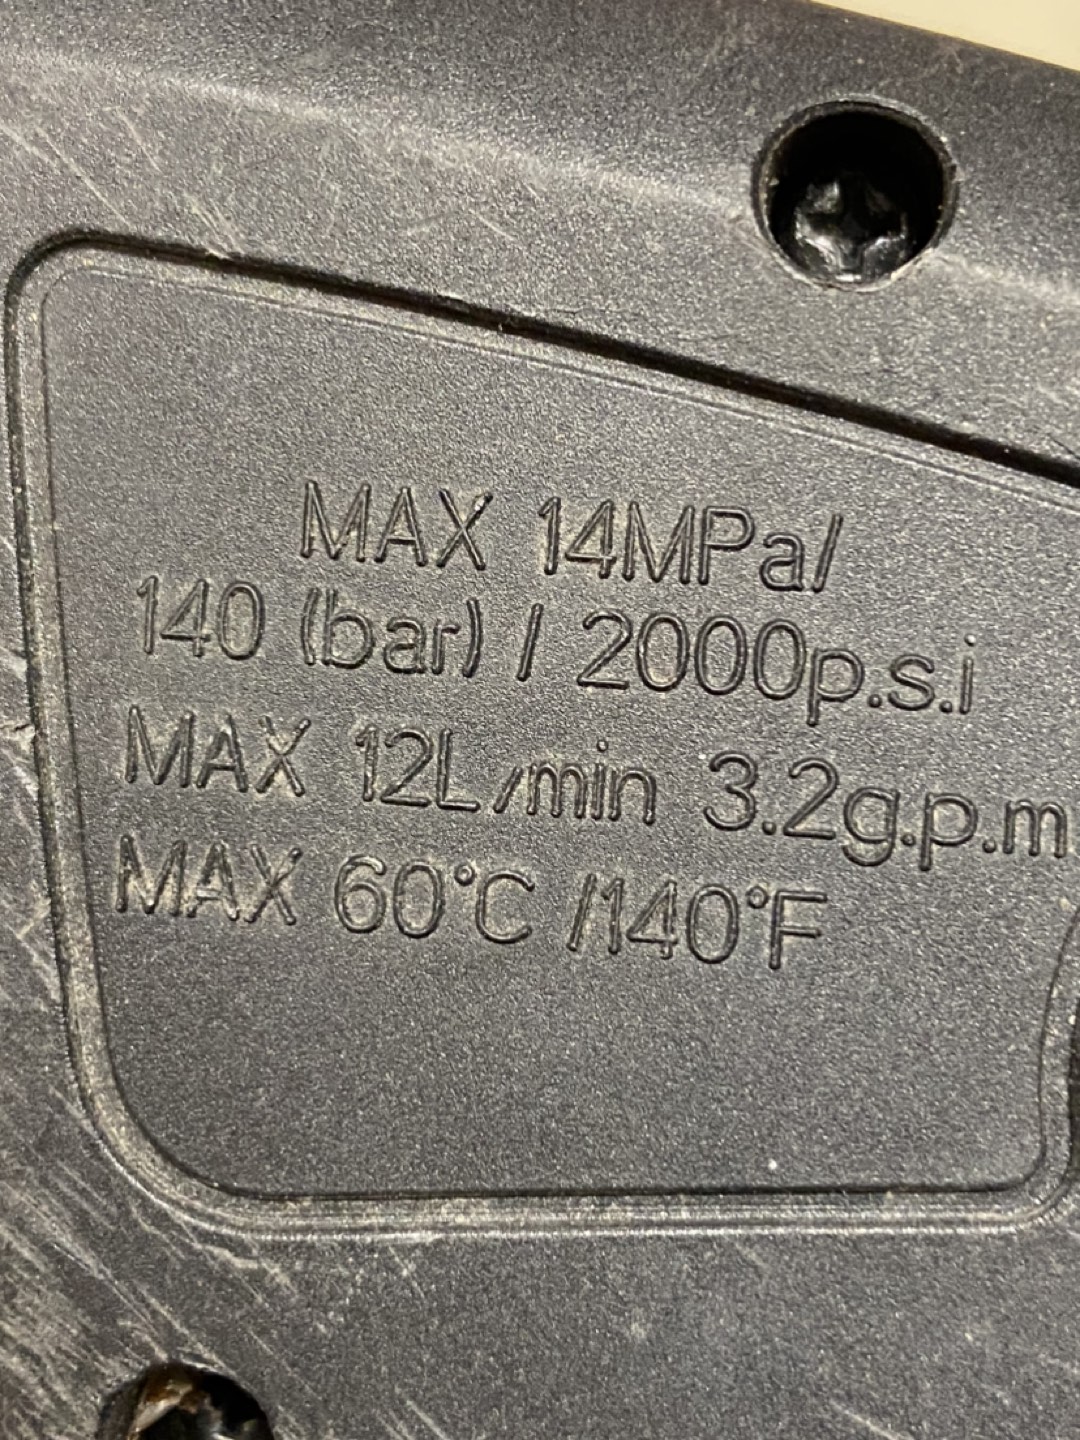 MAX 14MPa/
140 (bar) / 2000p.s.i
MAX 12L/min 3.2g.p.m
MAX 60°C /140°F